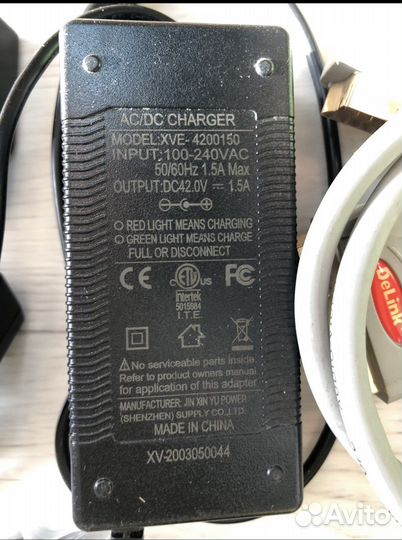 AC/DC CHARGER
MODEL:XVE- 4200150
INPUT:100-240VAC
50/60Hz 1.5A Max
OUTPUT:DC42.0V ⎓ 1.5A
RED LIGHT MEANS CHARGING
GREEN LIGHT MEANS CHARGE
FULL OR DISCONNECT
CE ETL C US FC
Intertek
5015984
I.T.E.
No serviceable parts inside.
Refer to product owners manual
for application of this adapter
MANUFACTURER: JIN XIN YU POWER
(SHENZHEN) SUPPLY CO.,LTD.
MADE IN CHINA
XV-2003050044
DeLink
Avito